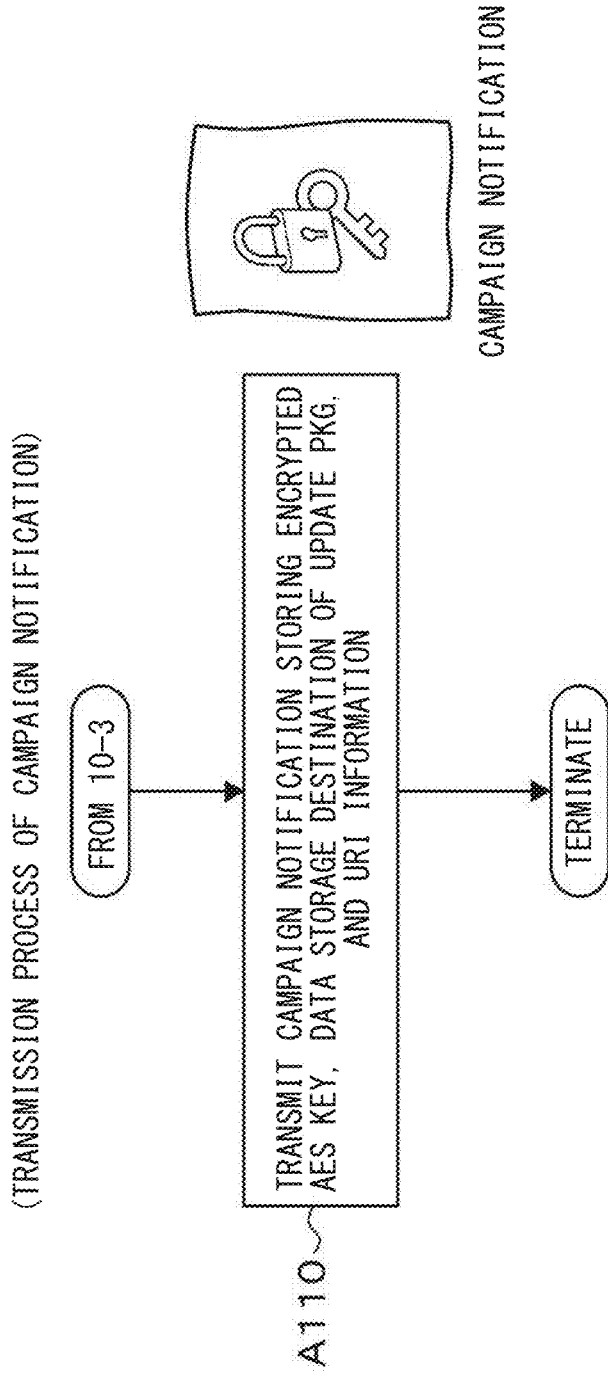 (TRANSMISSION PROCESS OF CAMPAIGN NOTIFICATION)
FROM 10-3
A110
TRANSMIT CAMPAIGN NOTIFICATION STORING ENCRYPTED
AES KEY, DATA STORAGE DESTINATION OF UPDATE PKG,
AND URI INFORMATION
CAMPAIGN NOTIFICATION
TERMINATE